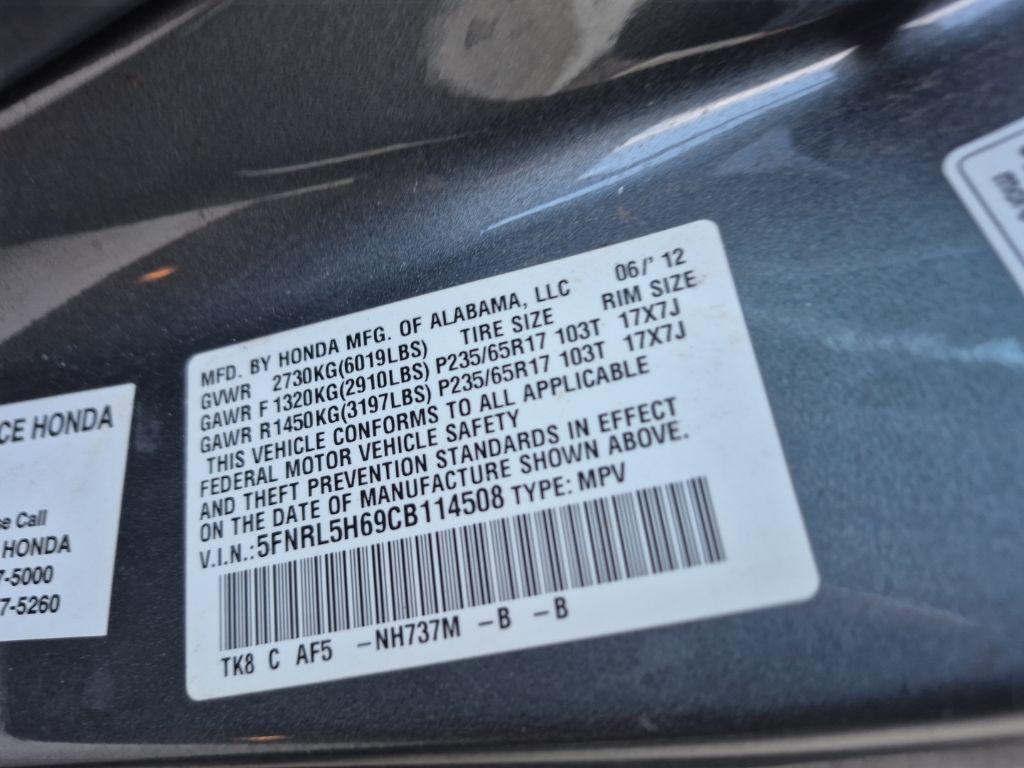 MFD. BY HONDA MFG. OF ALABAMA, LLC 06/' 12
GVWR 2730KG(6019LBS) TIRE SIZE RIM SIZE
GAWR F 1320KG(2910LBS) P235/65R17 103T 17X7J
GAWR R1450KG(3197LBS) P235/65R17 103T 17X7J
THIS VEHICLE CONFORMS TO ALL APPLICABLE
FEDERAL MOTOR VEHICLE SAFETY
AND THEFT PREVENTION STANDARDS IN EFFECT
ON THE DATE OF MANUFACTURE SHOWN ABOVE.
V.I.N.: 5FNRL5H69CB114508 TYPE: MPV
TK8 C AF5 -NH737M -B -B
CE HONDA
e Call
HONDA
7-5000
7-5260